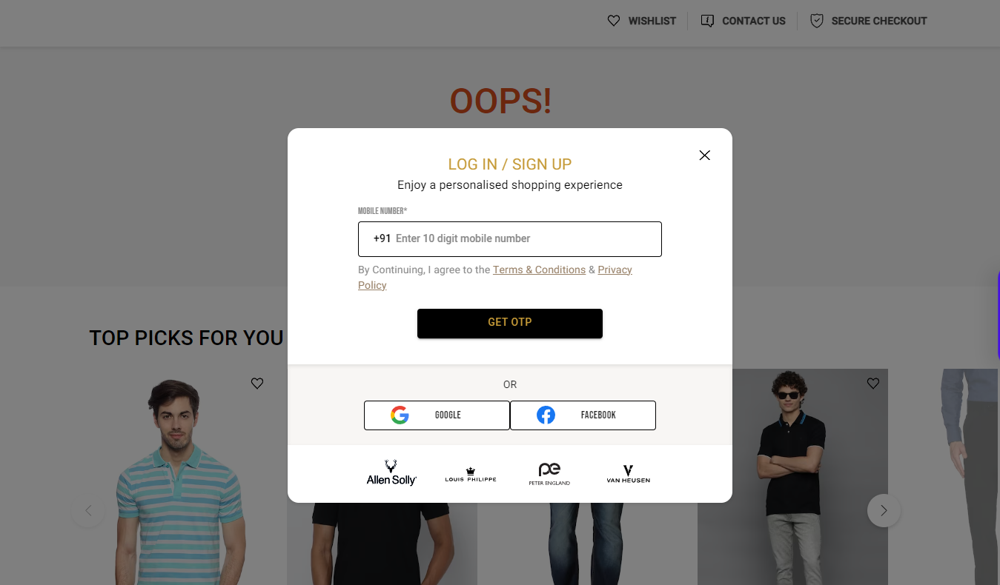 WISHLIST
CONTACT US
SECURE CHECKOUT
OOPS!
LOG IN / SIGN UP
Enjoy a personalised shopping experience
MOBILE NUMBER*
+91 Enter 10 digit mobile number
By Continuing, I agree to the Terms & Conditions & Privacy
Policy
GET OTP
TOP PICKS FOR YOU
OR
GOOGLE
FACEBOOK
Allen Solly
LOUIS PHILIPPE
pe
PETER ENGLAND
V
VAN HEUSEN